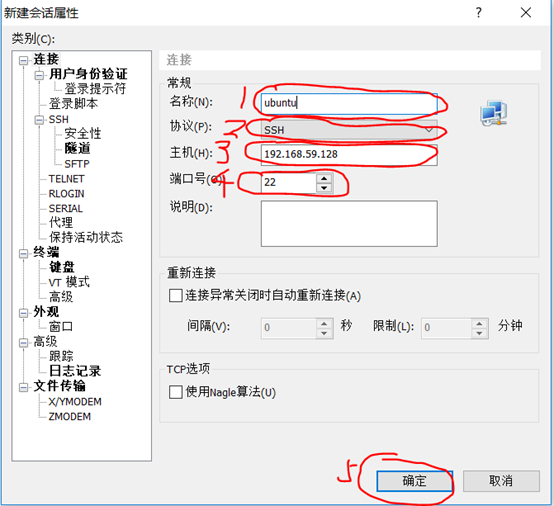 新建会话属性
类别(C):
连接
用户身份验证
登录提示符
登录脚本
SSH
安全性
隧道
SFTP
TELNET
RLOGIN
SERIAL
代理
保持活动状态
终端
键盘
VT 模式
高级
外观
窗口
高级
跟踪
日志记录
文件传输
X/YMODEM
ZMODEM
连接
常规
1 名称(N): ubuntu
2 协议(P): SSH
3 主机(H): 192.168.59.128
4 端口号 22
说明(D):
重新连接
连接异常关闭时自动重新连接(A)
间隔(V): 0 秒 限制(L): 0 分钟
TCP选项
使用Nagle算法(U)
5 确定 取消